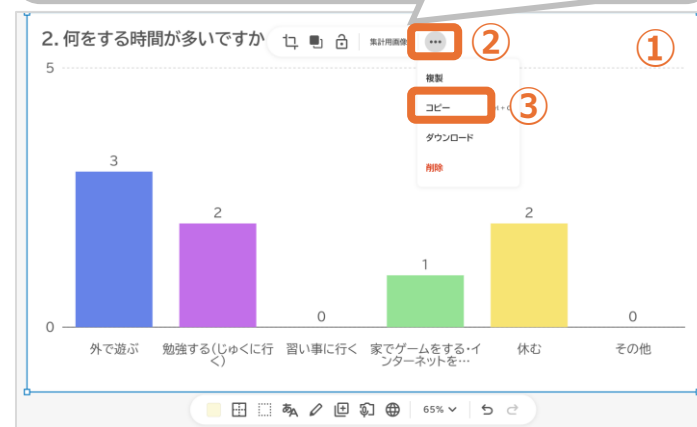 2. 何をする時間が多いですか
集計用画像
②
①
複製
コピー
③
ダウンロード
削除
5
3
2
0
1
2
0
0
外で遊ぶ
勉強する(じゅくに行
く)
習い事に行く
家でゲームをする・イ
ンターネットを…
休む
その他
65%